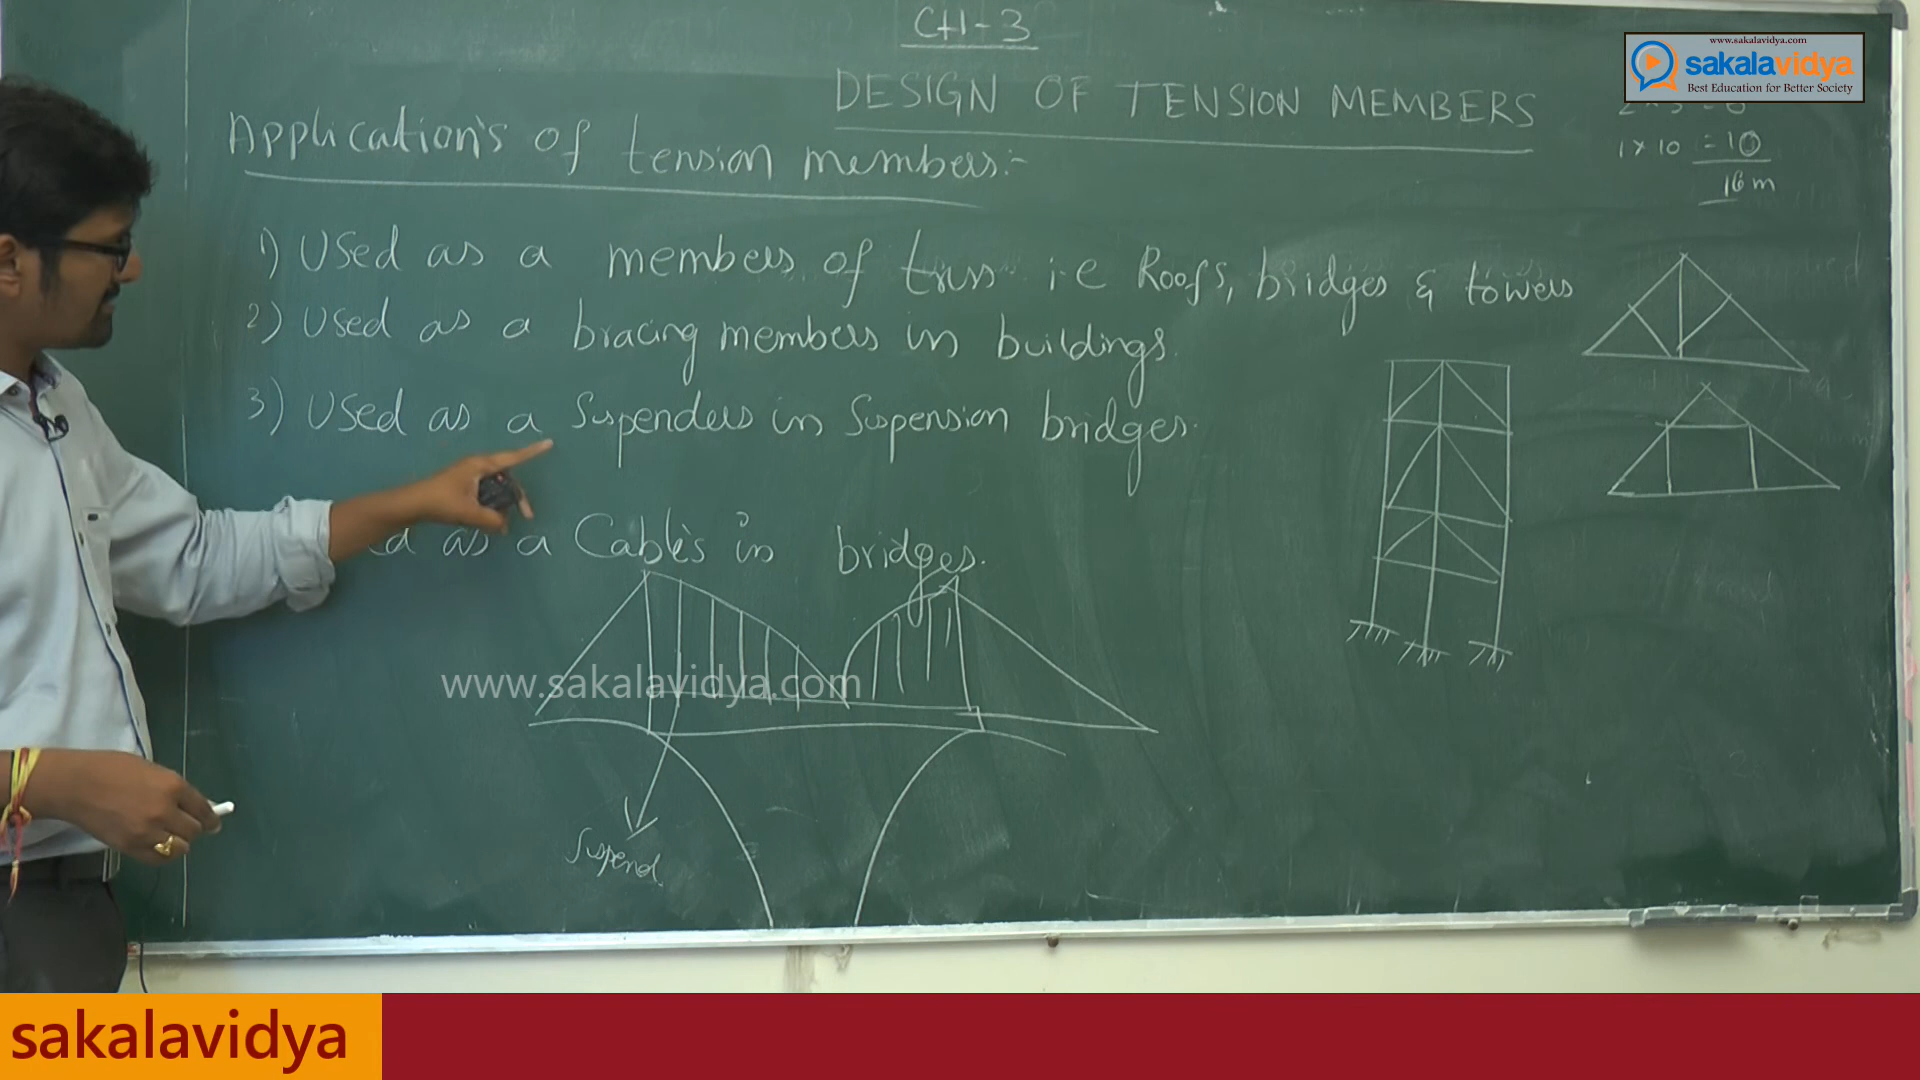 CH-3
DESIGN OF TENSION MEMBERS
Application's of tension members:-
1) Used as a members of truss i.e Roofs, bridges & towers
2) Used as a bracing members in buildings.
3) Used as a Suspenders in Suspension bridges.
as a Cables in bridges.
Suspend
1 x 10 = 10
16 m
www.sakalavidya.com
sakalavidya
Best Education for Better Society
www.sakalavidya.com
sakalavidya